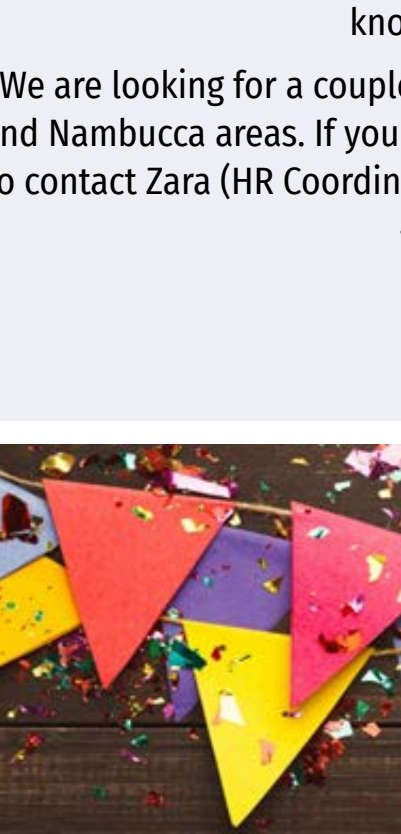 kno
We are looking for a couple
nd Nambucca areas. If you
o contact Zara (HR Coordin